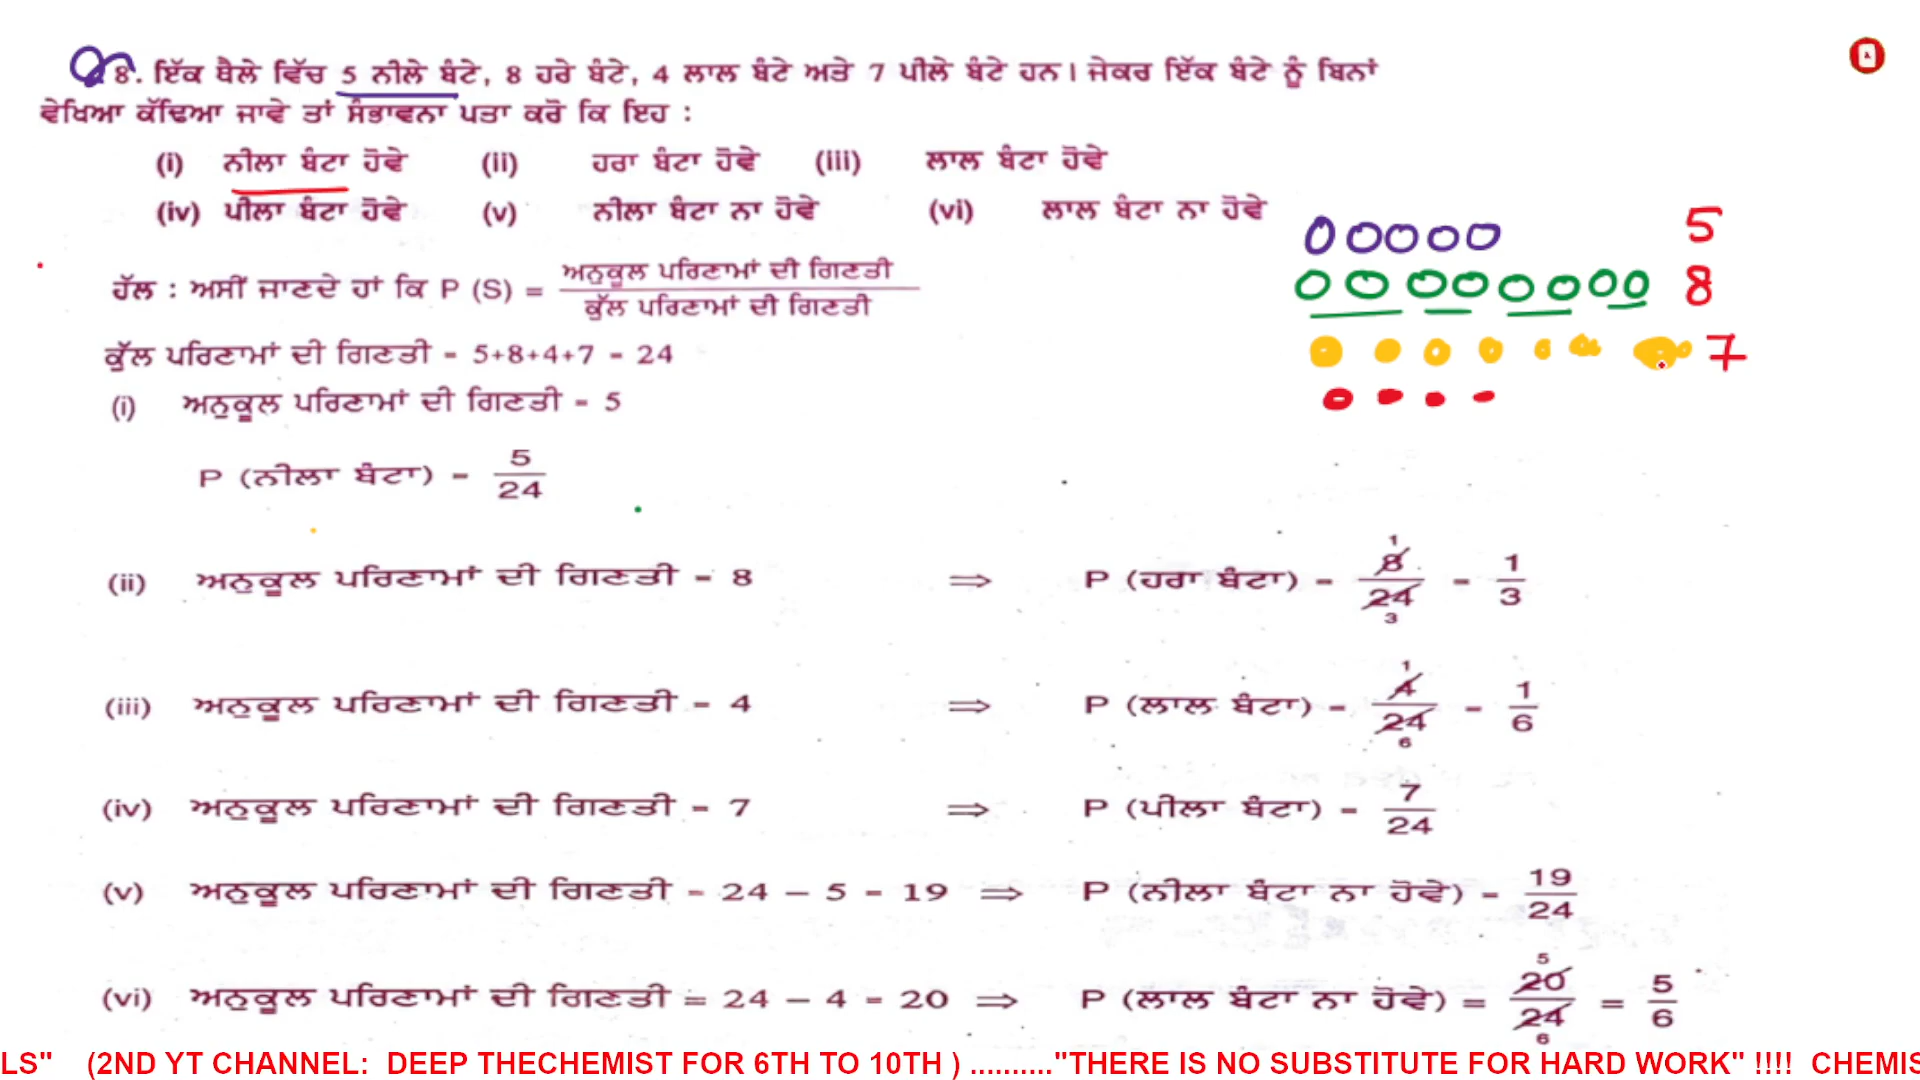 8. ਇੱਕ ਥੈਲੇ ਵਿੱਚ 5 ਨੀਲੇ ਬੰਟੇ, 8 ਹਰੇ ਬੰਟੇ, 4 ਲਾਲ ਬੰਟੇ ਅਤੇ 7 ਪੀਲੇ ਬੰਟੇ ਹਨ। ਜੇਕਰ ਇੱਕ ਬੰਟੇ ਨੂੰ ਬਿਨਾਂ
ਵੇਖਿਆ ਕੱਢਿਆ ਜਾਵੇ ਤਾਂ ਸੰਭਾਵਨਾ ਪਤਾ ਕਰੋ ਕਿ ਇਹ :
(i) ਨੀਲਾ ਬੰਟਾ ਹੋਵੇ (ii) ਹਰਾ ਬੰਟਾ ਹੋਵੇ (iii) ਲਾਲ ਬੰਟਾ ਹੋਵੇ
(iv) ਪੀਲਾ ਬੰਟਾ ਹੋਵੇ (v) ਨੀਲਾ ਬੰਟਾ ਨਾ ਹੋਵੇ (vi) ਲਾਲ ਬੰਟਾ ਨਾ ਹੋਵੇ
5
8
7
ਹੱਲ : ਅਸੀਂ ਜਾਣਦੇ ਹਾਂ ਕਿ P (S) = ਅਨੁਕੂਲ ਪਰਿਣਾਮਾਂ ਦੀ ਗਿਣਤੀ / ਕੁੱਲ ਪਰਿਣਾਮਾਂ ਦੀ ਗਿਣਤੀ
ਕੁੱਲ ਪਰਿਣਾਮਾਂ ਦੀ ਗਿਣਤੀ = 5+8+4+7 = 24
(i) ਅਨੁਕੂਲ ਪਰਿਣਾਮਾਂ ਦੀ ਗਿਣਤੀ = 5
P (ਨੀਲਾ ਬੰਟਾ) = 5/24
(ii) ਅਨੁਕੂਲ ਪਰਿਣਾਮਾਂ ਦੀ ਗਿਣਤੀ = 8 ⇒ P (ਹਰਾ ਬੰਟਾ) = 8/24 = 1/3
(iii) ਅਨੁਕੂਲ ਪਰਿਣਾਮਾਂ ਦੀ ਗਿਣਤੀ = 4 ⇒ P (ਲਾਲ ਬੰਟਾ) = 4/24 = 1/6
(iv) ਅਨੁਕੂਲ ਪਰਿਣਾਮਾਂ ਦੀ ਗਿਣਤੀ = 7 ⇒ P (ਪੀਲਾ ਬੰਟਾ) = 7/24
(v) ਅਨੁਕੂਲ ਪਰਿਣਾਮਾਂ ਦੀ ਗਿਣਤੀ = 24 – 5 = 19 ⇒ P (ਨੀਲਾ ਬੰਟਾ ਨਾ ਹੋਵੇ) = 19/24
(vi) ਅਨੁਕੂਲ ਪਰਿਣਾਮਾਂ ਦੀ ਗਿਣਤੀ = 24 – 4 = 20 ⇒ P (ਲਾਲ ਬੰਟਾ ਨਾ ਹੋਵੇ) = 20/24 = 5/6
LS" (2ND YT CHANNEL: DEEP THECHEMIST FOR 6TH TO 10TH ) .........."THERE IS NO SUBSTITUTE FOR HARD WORK" !!!! CHEMIS